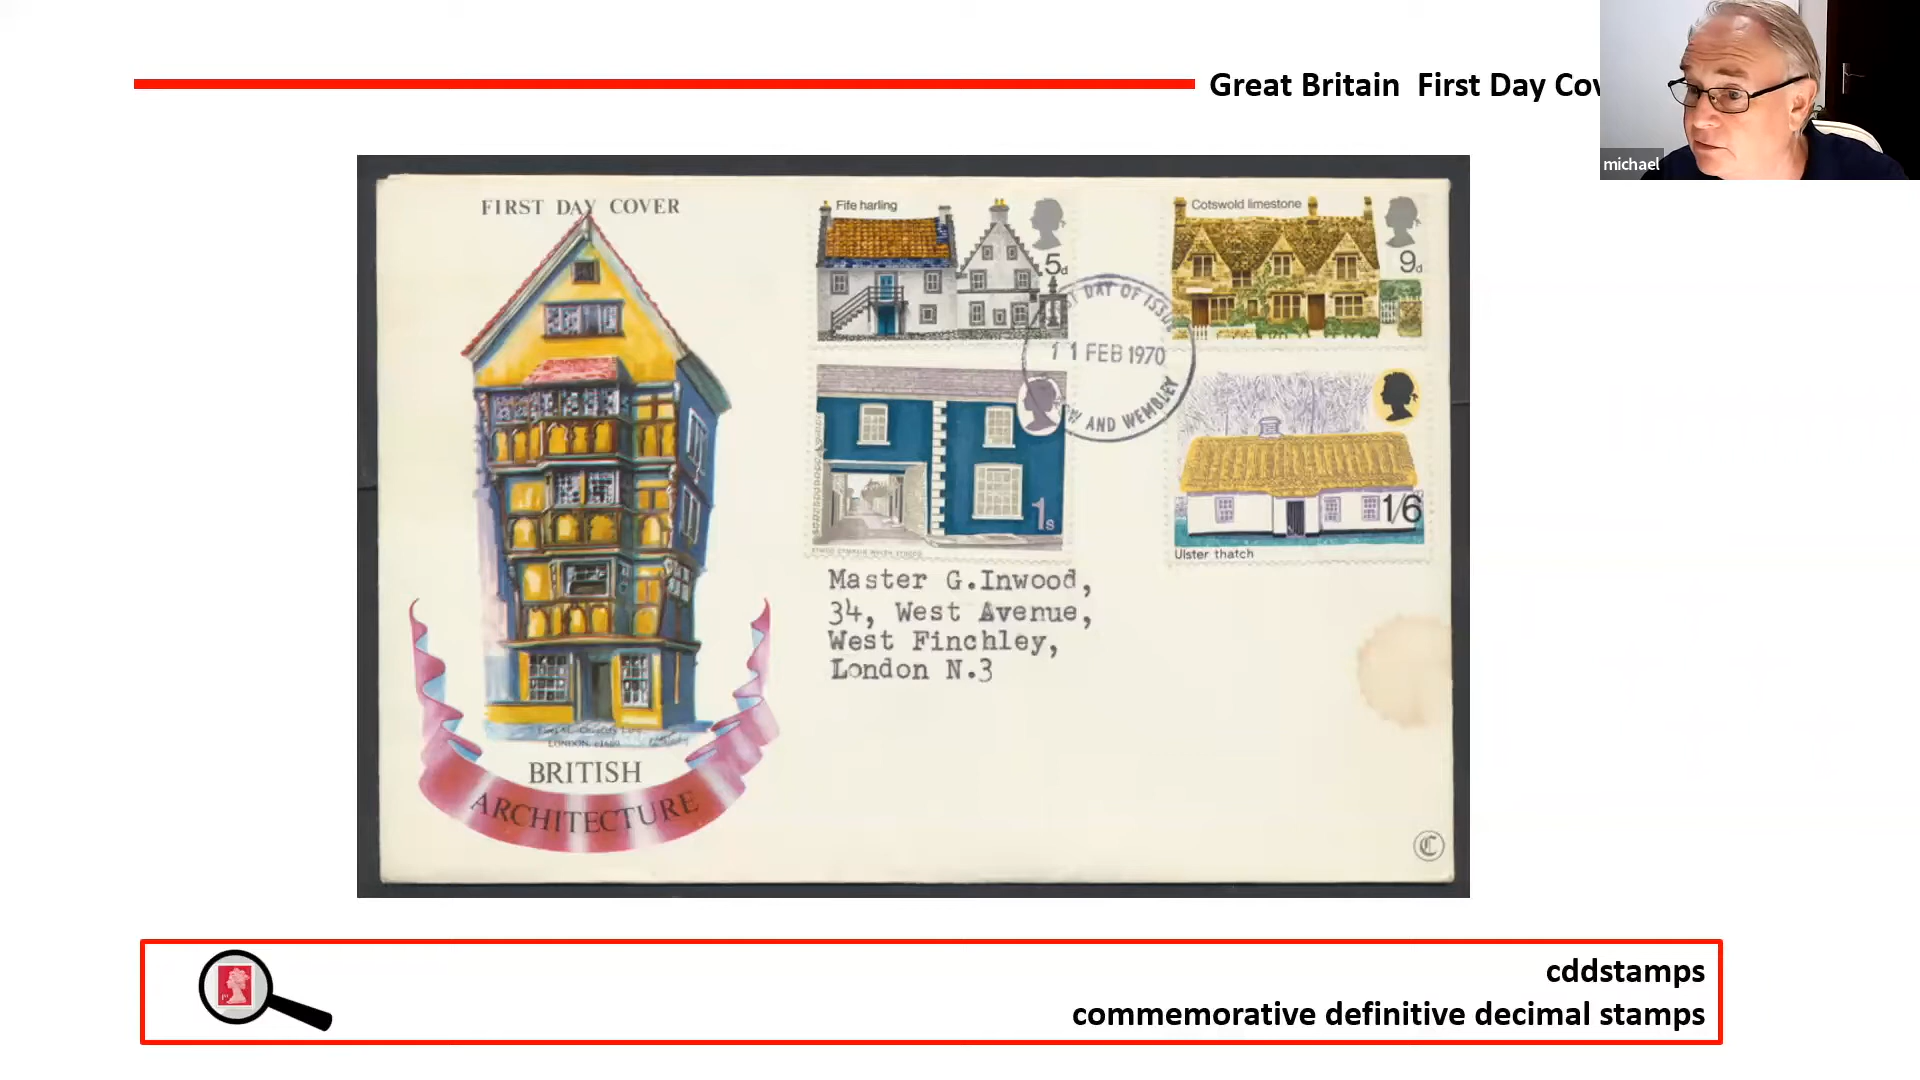 Great Britain First Day Cov
michael
FIRST DAY COVER
Fife harling
5d
Cotswold limestone
9d
ST DAY OF ISSUE
11 FEB 1970
W AND WEMBLEY
1s
1/6
Ulster thatch
Master G.Inwood,
34, West Avenue,
West Finchley,
London N.3
LONDON
BRITISH
ARCHITECTURE
C
cddstamps
commemorative definitive decimal stamps